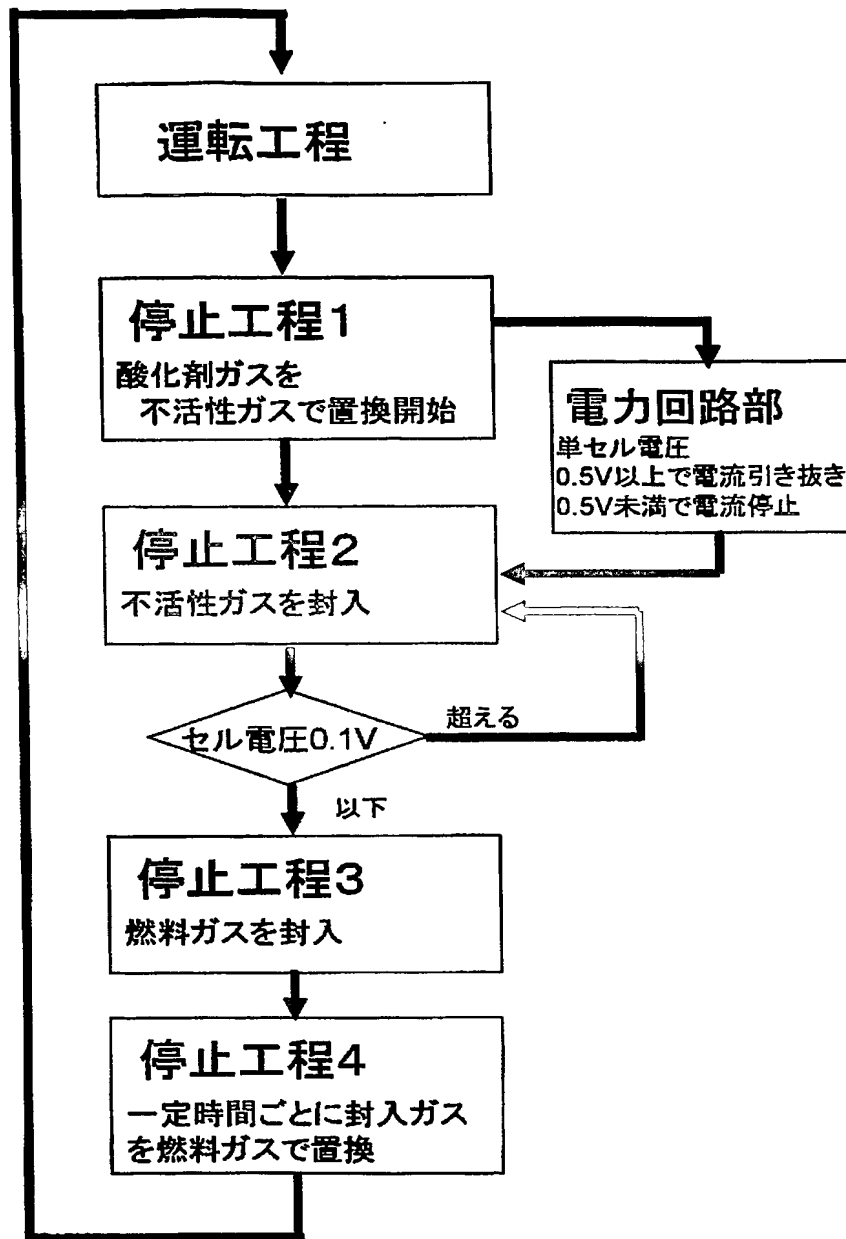 運転工程
停止工程1
酸化剤ガスを
不活性ガスで置換開始
電力回路部
単セル電圧
0.5V以上で電流引き抜き
0.5V未満で電流停止
停止工程2
不活性ガスを封入
セル電圧0.1V
超える
以下
停止工程3
燃料ガスを封入
停止工程4
一定時間ごとに封入ガス
を燃料ガスで置換